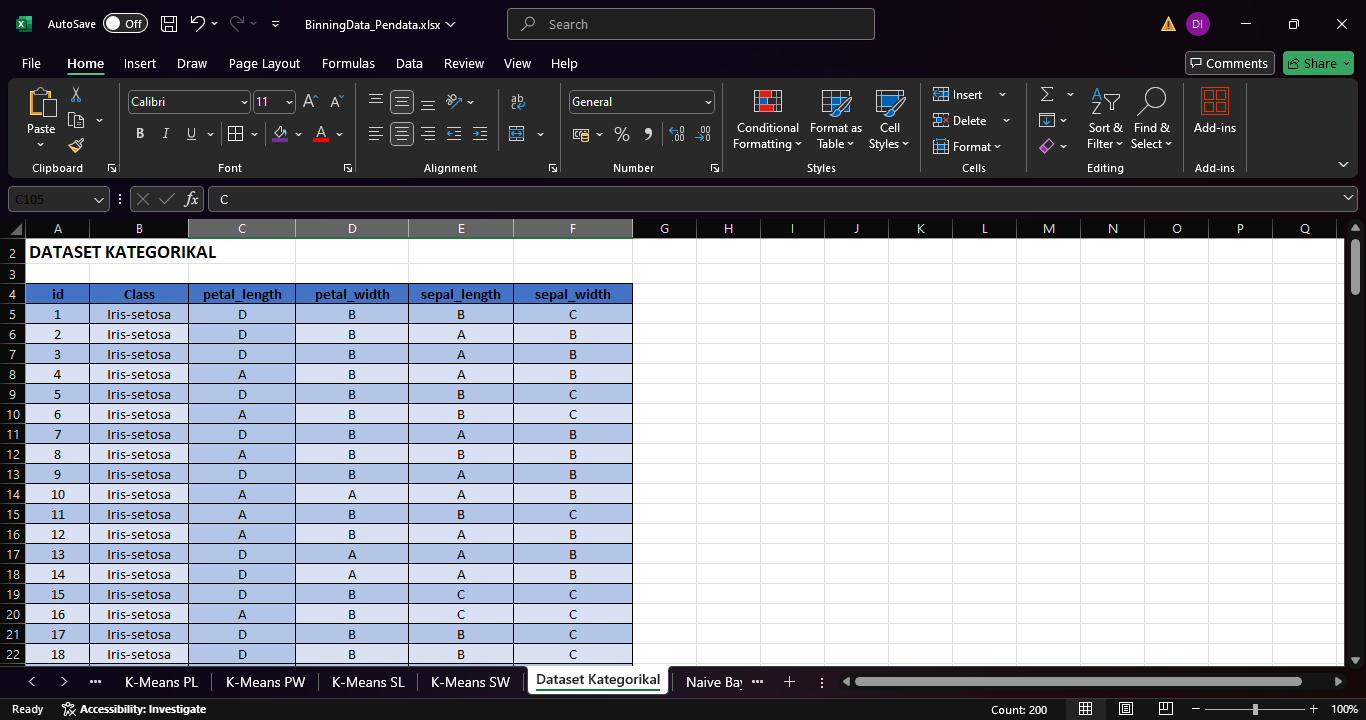 AutoSave Off BinningData_Pendata.xlsx Search DI
File Home Insert Draw Page Layout Formulas Data Review View Help Comments Share
Paste Calibri 11 B I U A General Conditional Formatting Format as Table Cell Styles Insert Delete Format Sort & Filter Find & Select Add-ins
Clipboard Font Alignment Number Styles Cells Editing Add-ins
C105 fx C
A B C D E F G H I J K L M N O P Q
2 DATASET KATEGORIKAL
3
4 id Class petal_length petal_width sepal_length sepal_width
5 1 Iris-setosa D B B C
6 2 Iris-setosa D B A B
7 3 Iris-setosa D B A B
8 4 Iris-setosa A B A B
9 5 Iris-setosa D B B C
10 6 Iris-setosa A B B C
11 7 Iris-setosa D B A B
12 8 Iris-setosa A B B B
13 9 Iris-setosa D B A B
14 10 Iris-setosa A A A B
15 11 Iris-setosa A B B C
16 12 Iris-setosa A B A B
17 13 Iris-setosa D A A B
18 14 Iris-setosa D A A B
19 15 Iris-setosa D B C C
20 16 Iris-setosa A B C C
21 17 Iris-setosa D B B C
22 18 Iris-setosa D B B C
K-Means PL K-Means PW K-Means SL K-Means SW Dataset Kategorikal Naive Bay
Ready Accessibility: Investigate Count: 200 100%